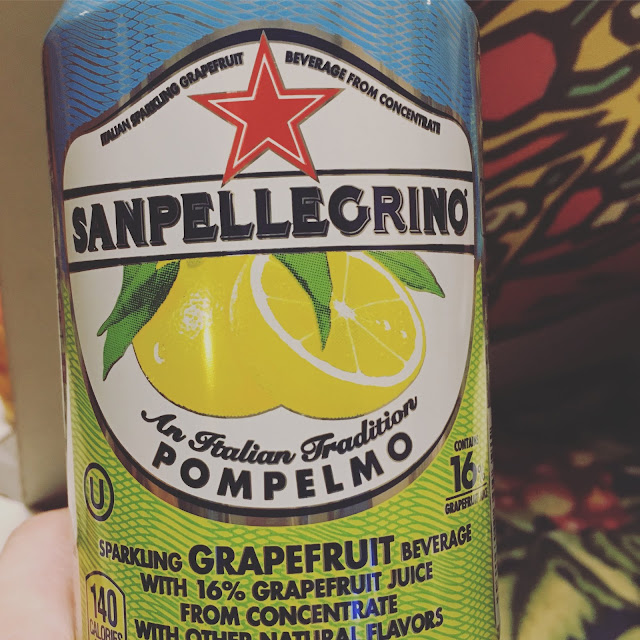 ITALIAN SPARKLING GRAPEFRUIT BEVERAGE FROM CONCENTRATE
SANPELLEGRINO
An Italian Tradition
POMPELMO
CONTAINS
16%
GRAPEFRUIT JUICE
U
SPARKLING GRAPEFRUIT BEVERAGE
WITH 16% GRAPEFRUIT JUICE
FROM CONCENTRATE
WITH OTHER NATURAL FLAVORS
140
CALORIES